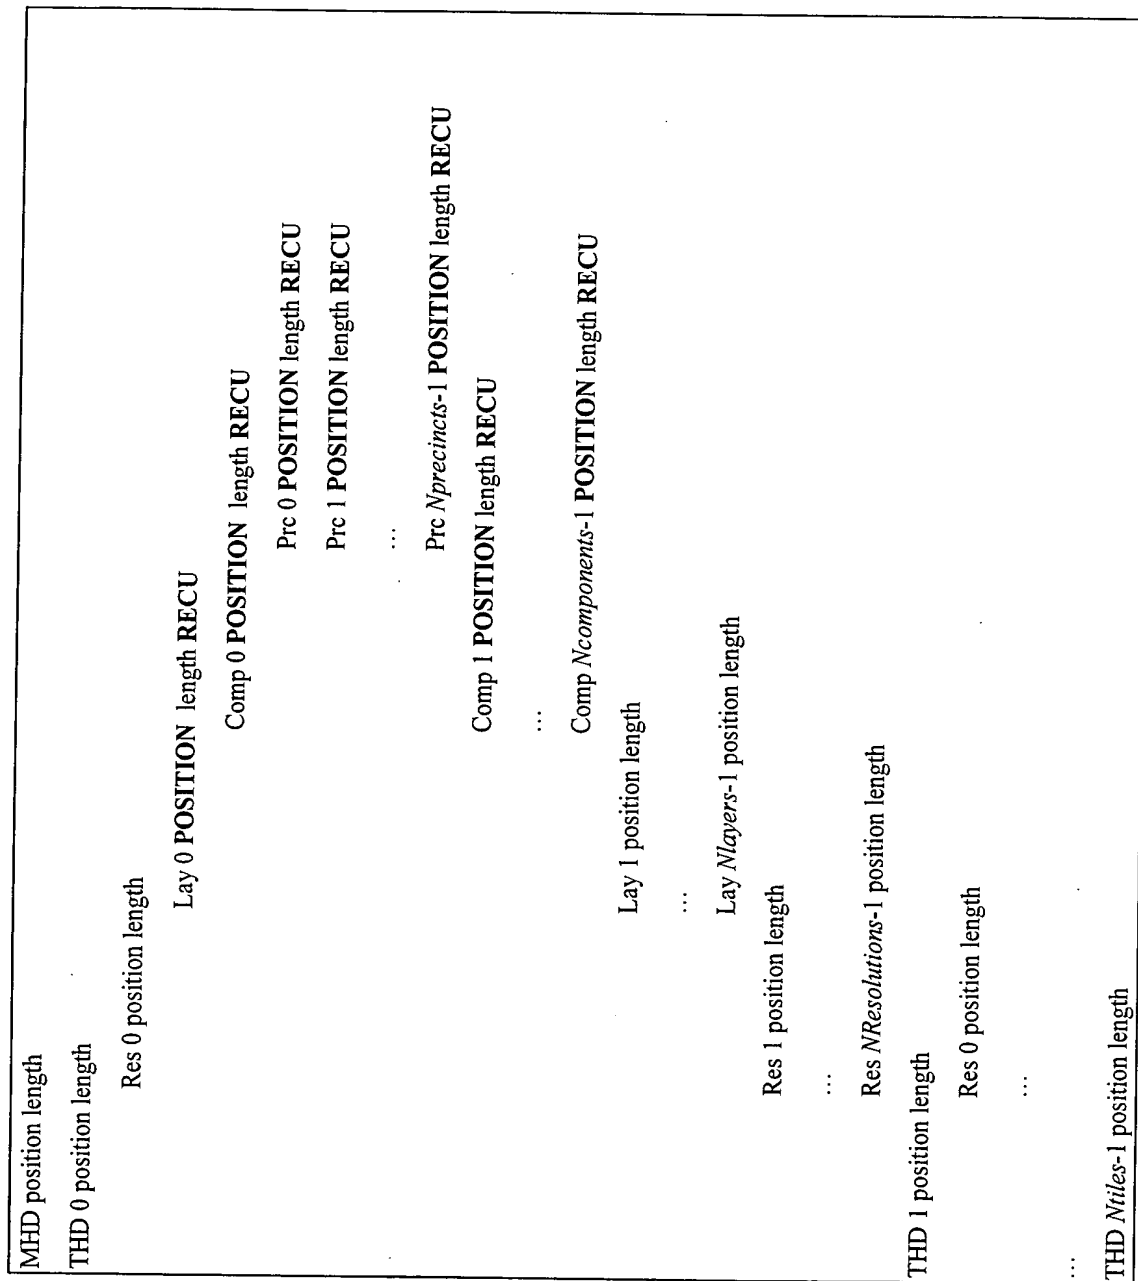 MHD position length
THD 0 position length
Res 0 position length
Lay 0 POSITION length RECU
Comp 0 POSITION length RECU
Prc 0 POSITION length RECU
Prc 1 POSITION length RECU
...
Prc Nprecincts-1 POSITION length RECU
Comp 1 POSITION length RECU
...
Comp Ncomponents-1 POSITION length RECU
Lay 1 position length
...
Lay Nlayers-1 position length
Res 1 position length
...
Res NResolutions-1 position length
THD 1 position length
Res 0 position length
...
...
THD Ntiles-1 position length